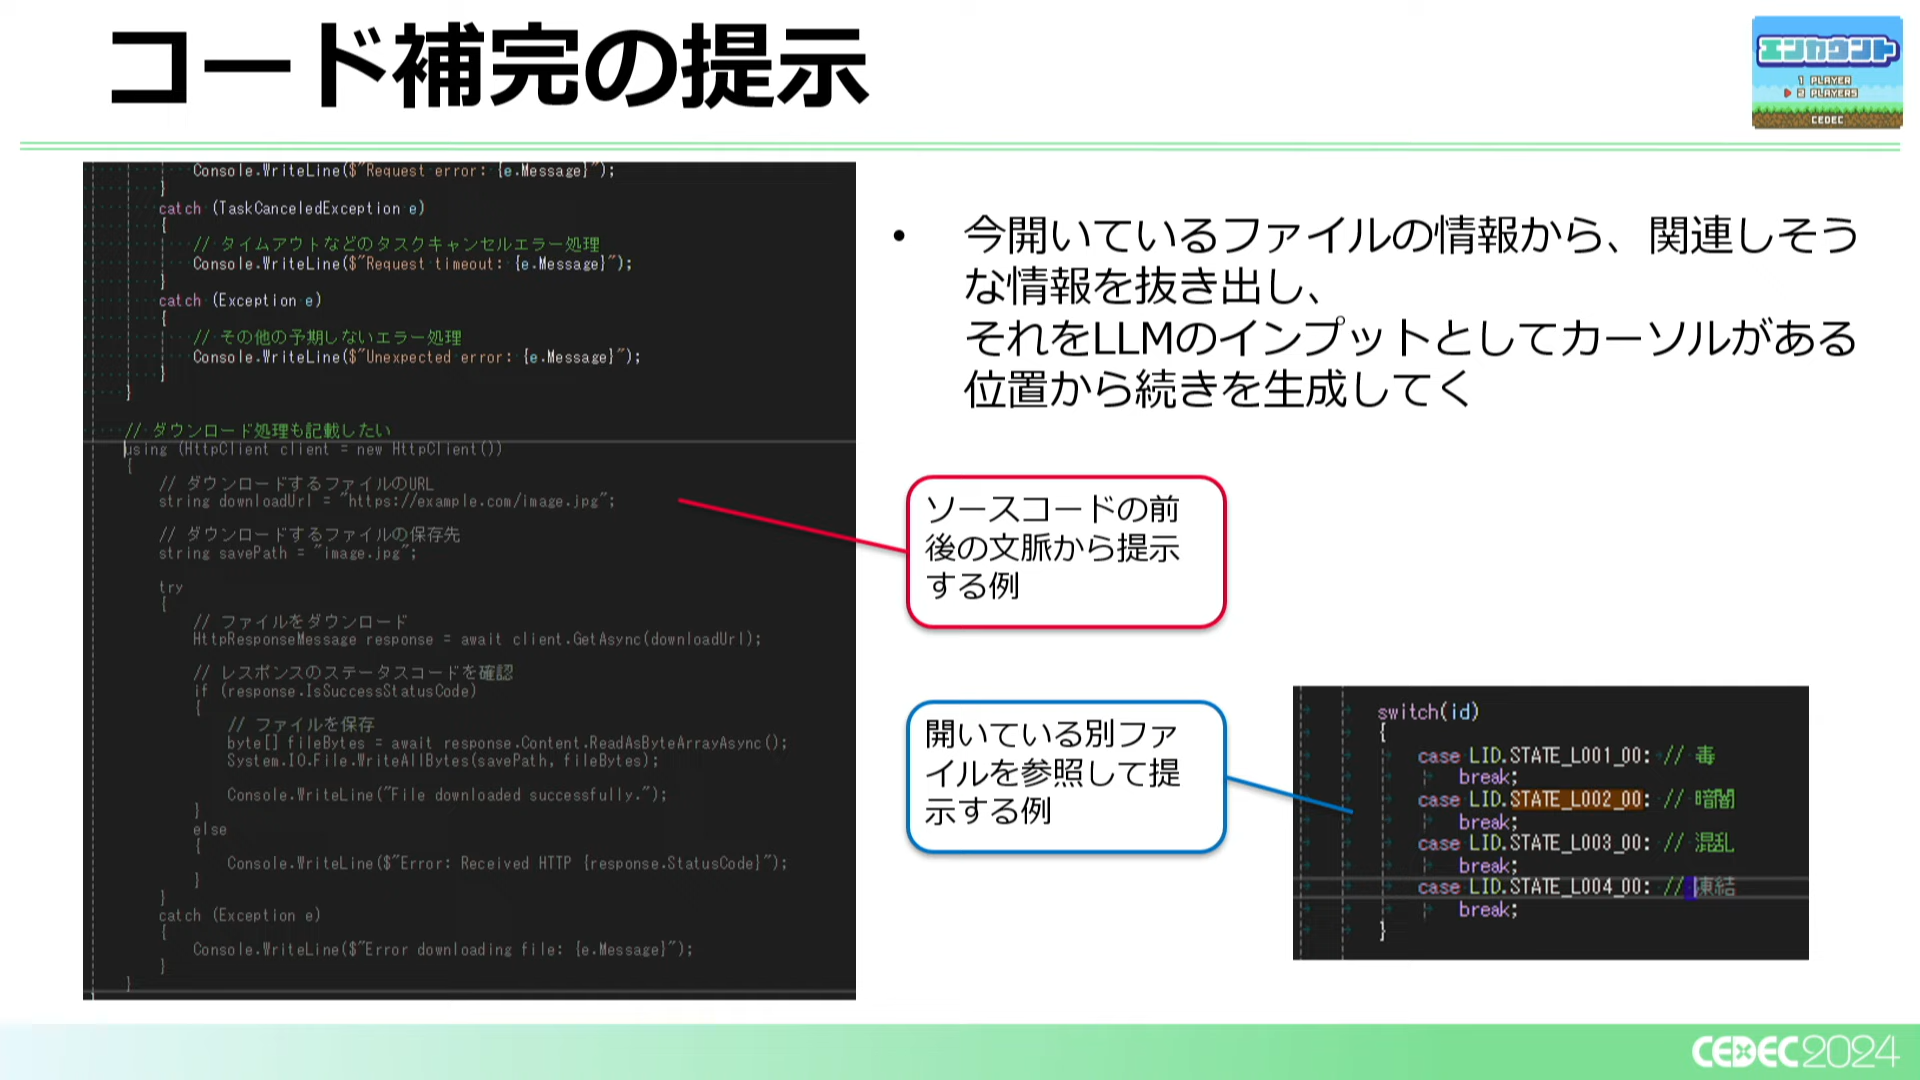 コード補完の提示
エンカウント
1 PLAYER
▶ 2 PLAYERS
CEDEC
Console.WriteLine($"Request error: {e.Message}");
}
catch (TaskCanceledException e)
{
// タイムアウトなどのタスクキャンセルエラー処理
Console.WriteLine($"Request timeout: {e.Message}");
}
catch (Exception e)
{
// その他の予期しないエラー処理
Console.WriteLine($"Unexpected error: {e.Message}");
}
}
// ダウンロード処理も記載したい
using (HttpClient client = new HttpClient())
{
// ダウンロードするファイルのURL
string downloadUrl = "https://example.com/image.jpg";
// ダウンロードするファイルの保存先
string savePath = "image.jpg";
try
{
// ファイルをダウンロード
HttpResponseMessage response = await client.GetAsync(downloadUrl);
// レスポンスのステータスコードを確認
if (response.IsSuccessStatusCode)
{
// ファイルを保存
byte[] fileBytes = await response.Content.ReadAsByteArrayAsync();
System.IO.File.WriteAllBytes(savePath, fileBytes);
Console.WriteLine("File downloaded successfully.");
}
else
{
Console.WriteLine($"Error: Received HTTP {response.StatusCode}");
}
}
catch (Exception e)
{
Console.WriteLine($"Error downloading file: {e.Message}");
}
}
• 今開いているファイルの情報から、関連しそう
な情報を抜き出し、
それをLLMのインプットとしてカーソルがある
位置から続きを生成してく
ソースコードの前
後の文脈から提示
する例
開いている別ファ
イルを参照して提
示する例
switch(id)
{
case LID.STATE_L001_00: // 毒
break;
case LID.STATE_L002_00: // 暗闇
break;
case LID.STATE_L003_00: // 混乱
break;
case LID.STATE_L004_00: // 凍結
break;
}
CEDEC2024